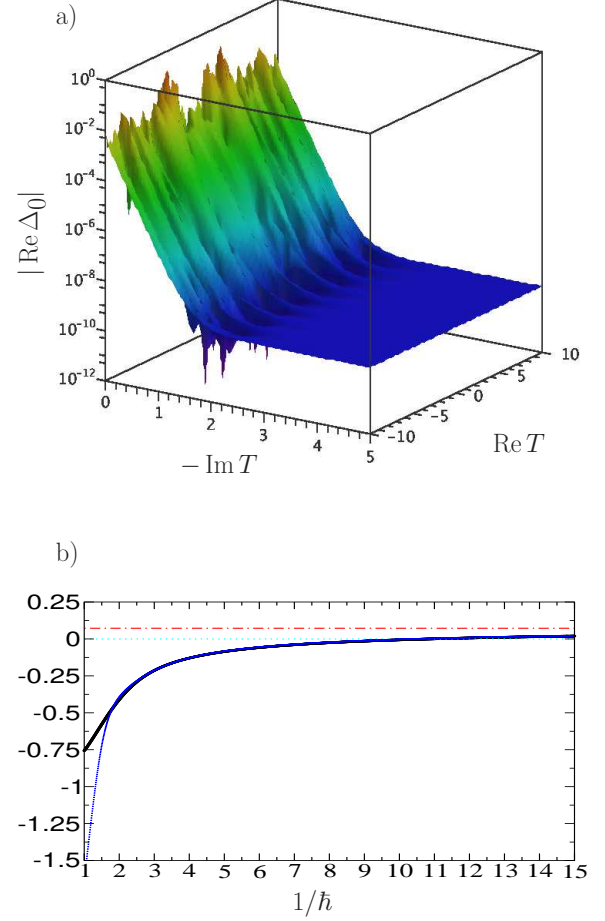 a)
10⁰
10⁻²
10⁻⁴
10⁻⁶
10⁻⁸
10⁻¹⁰
10⁻¹²
| Re Δ₀|
0 1 2 3 4 5
− Im T
−10 −5 0 5 10
Re T
b)
0.25
0
-0.25
-0.5
-0.75
-1
-1.25
-1.5
1 2 3 4 5 6 7 8 9 10 11 12 13 14 15
1/ℏ